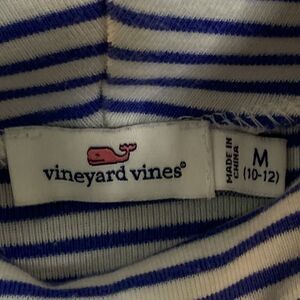 vineyard vines®
MADE IN
CHINA
M
(10-12)